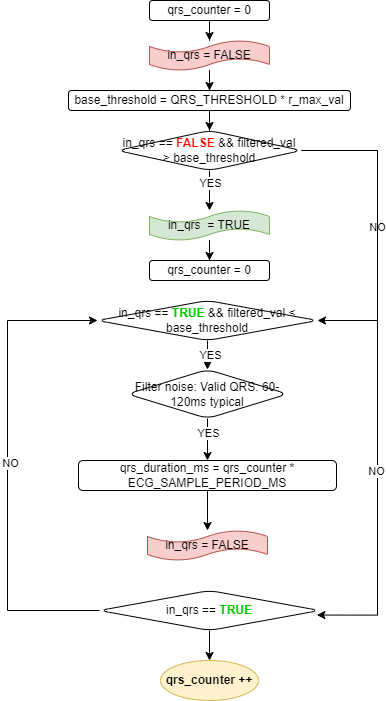 qrs_counter = 0
in_qrs = FALSE
base_threshold = QRS_THRESHOLD * r_max_val
in_qrs == FALSE && filtered_val
> base_threshold
NO
YES
in_qrs = TRUE
qrs_counter = 0
in_qrs == TRUE && filtered_val <
base_threshold
YES
Filter noise: Valid QRS: 60-
120ms typical
YES
NO
NO
qrs_duration_ms = qrs_counter *
ECG_SAMPLE_PERIOD_MS
in_qrs = FALSE
in_qrs == TRUE
qrs_counter ++